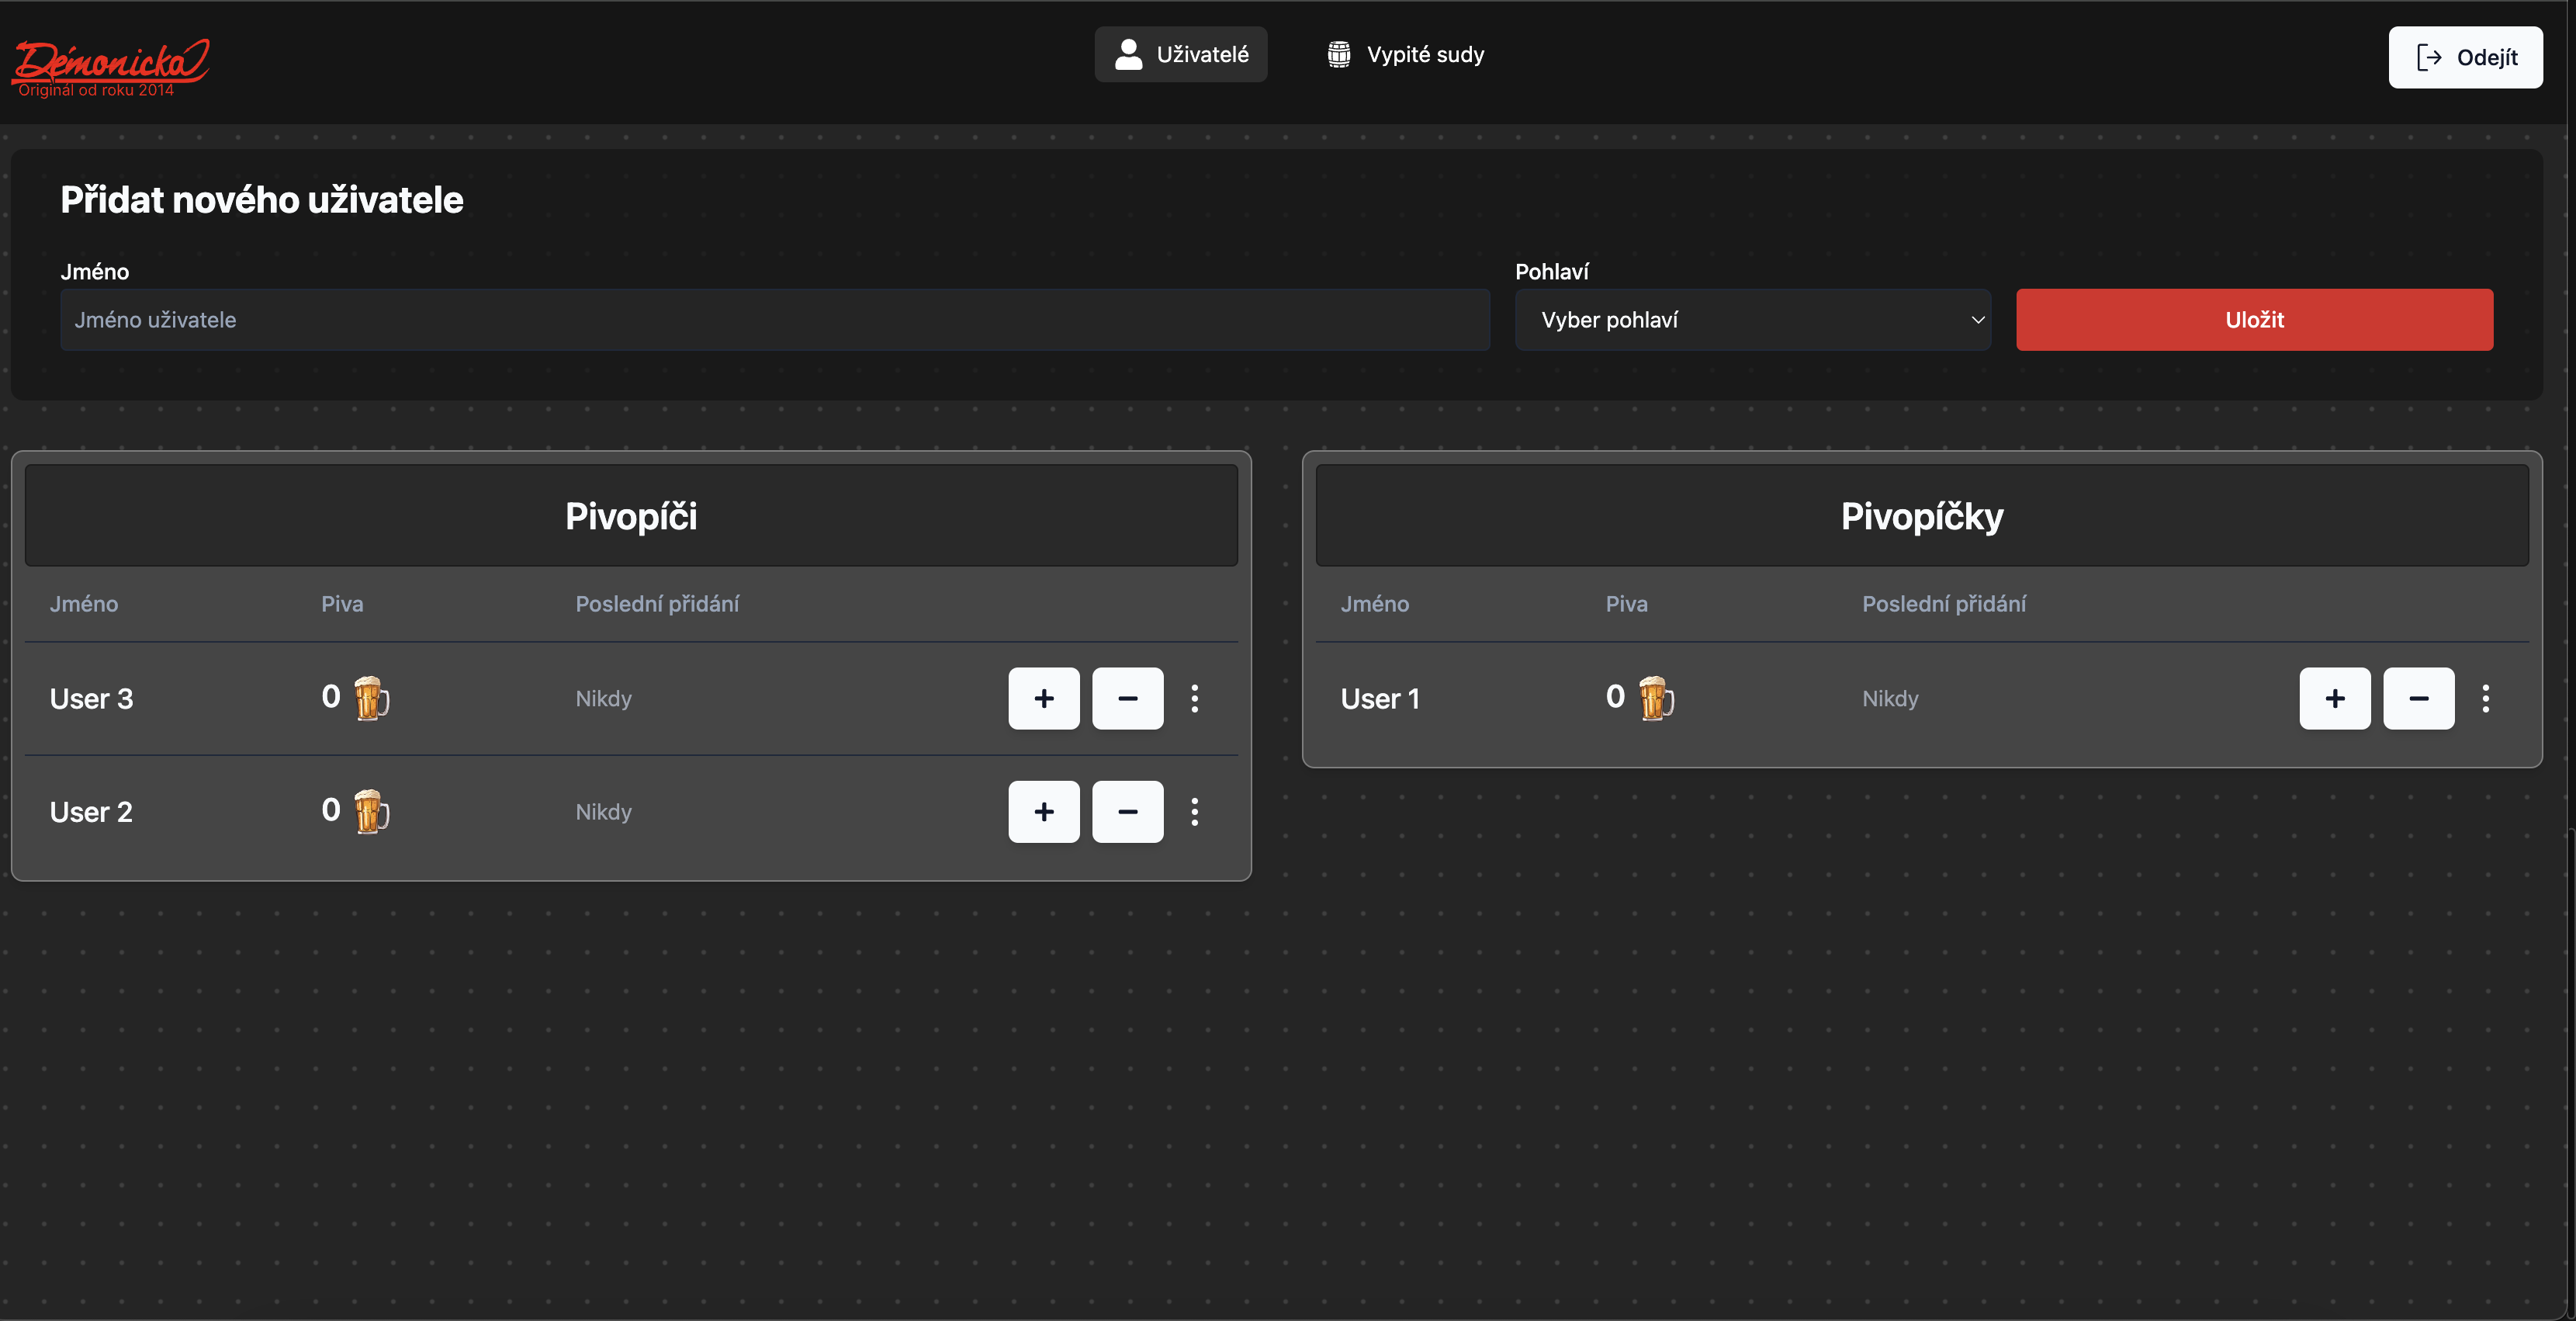 Démonická
Originál od roku 2014
Uživatelé
Vypité sudy
Odejít
Přidat nového uživatele
Jméno
Pohlaví
Jméno uživatele
Vyber pohlaví
Uložit
Pivopíči
Jméno Piva Poslední přidání
User 3 0 Nikdy + −
User 2 0 Nikdy + −
Pivopíčky
Jméno Piva Poslední přidání
User 1 0 Nikdy + −